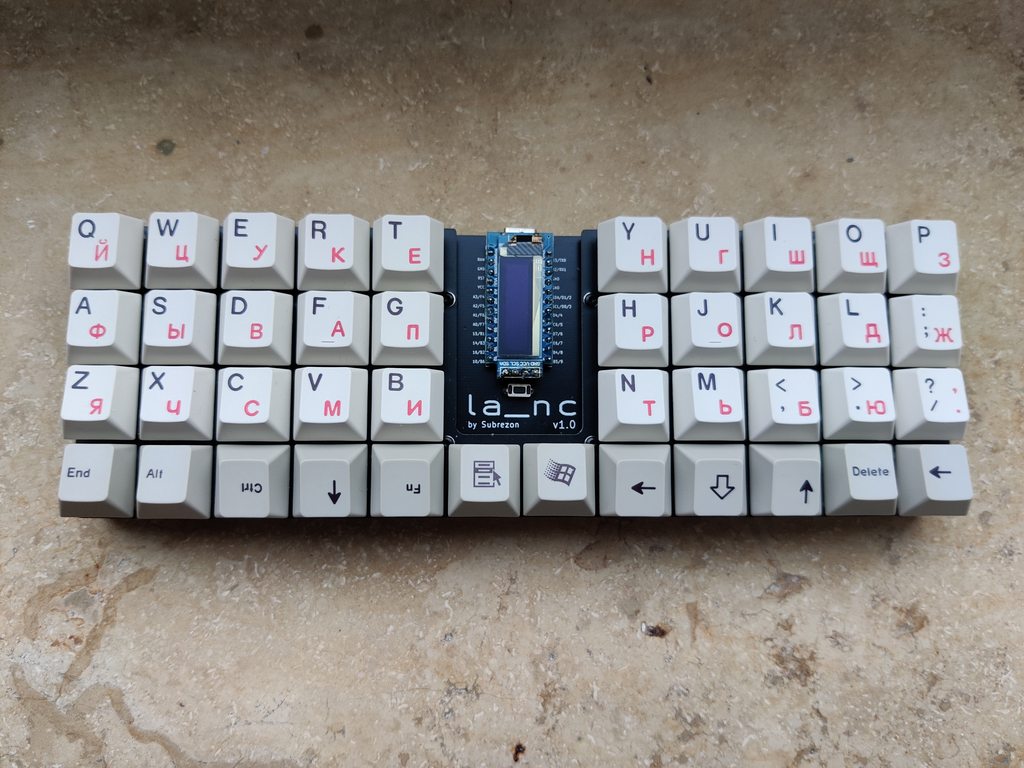 Q Й W Ц E У R К T Е Y Н U Г I Ш O Щ P З
A Ф S Ы D В F А G П H Р J О K Л L Д : ; Ж
Z Я X Ч C С V М B И N Т M Ь < , Б > . Ю ? / , .
la_nc
by Subrezon v1.0
End Alt Ctrl ↓ Fn ← ⇩ ↑ Delete ←